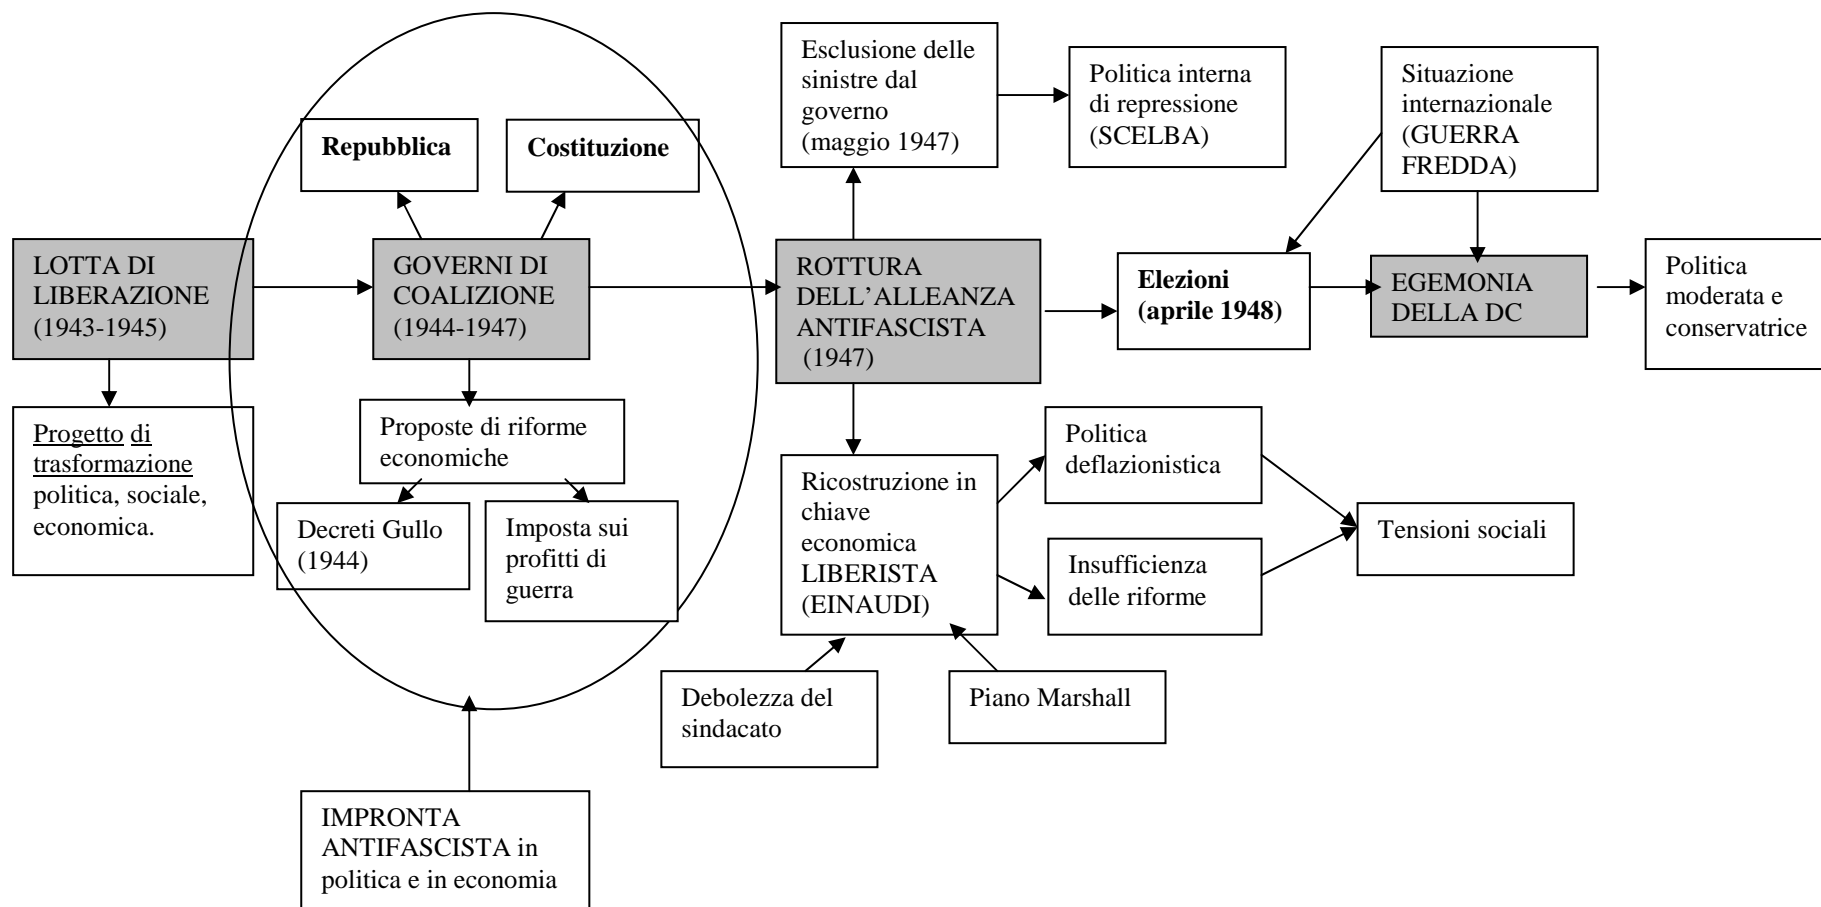 Esclusione delle
sinistre dal
governo
(maggio 1947)
Politica interna
di repressione
(SCELBA)
Situazione
internazionale
(GUERRA
FREDDA)
Repubblica
Costituzione
LOTTA DI
LIBERAZIONE
(1943-1945)
GOVERNI DI
COALIZIONE
(1944-1947)
ROTTURA
DELL’ALLEANZA
ANTIFASCISTA
(1947)
Elezioni
(aprile 1948)
EGEMONIA
DELLA DC
Politica
moderata e
conservatrice
Progetto di
trasformazione
politica, sociale,
economica.
Proposte di riforme
economiche
Decreti Gullo
(1944)
Imposta sui
profitti di
guerra
Ricostruzione in
chiave
economica
LIBERISTA
(EINAUDI)
Politica
deflazionistica
Insufficienza
delle riforme
Tensioni sociali
Debolezza del
sindacato
Piano Marshall
IMPRONTA
ANTIFASCISTA in
politica e in economia